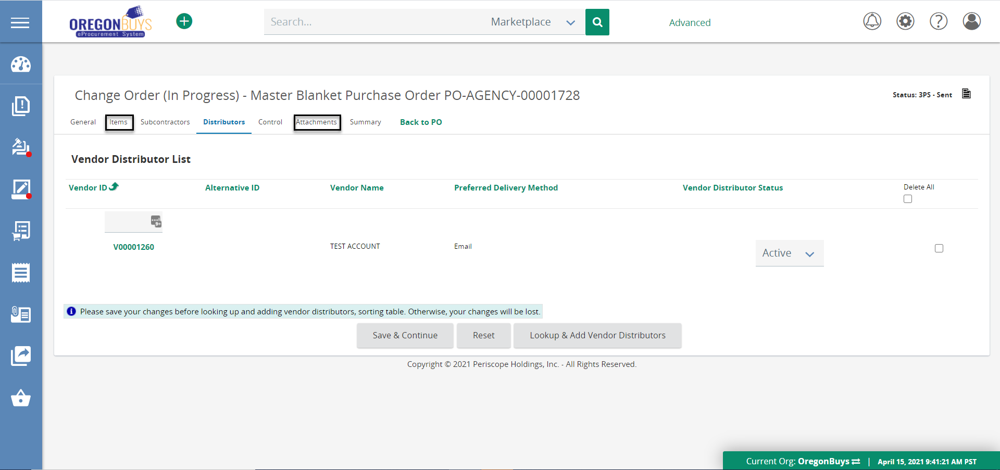 OREGONBUYS
eProcurement System
Search...
Marketplace
Advanced
Change Order (In Progress) - Master Blanket Purchase Order PO-AGENCY-00001728
Status: 3PS - Sent
General Items Subcontractors Distributors Control Attachments Summary Back to PO
Vendor Distributor List
Vendor ID Alternative ID Vendor Name Preferred Delivery Method Vendor Distributor Status Delete All
V00001260 TEST ACCOUNT Email Active
Please save your changes before looking up and adding vendor distributors, sorting table. Otherwise, your changes will be lost.
Save & Continue Reset Lookup & Add Vendor Distributors
Copyright © 2021 Periscope Holdings, Inc. - All Rights Reserved.
Current Org: OregonBuys | April 15, 2021 9:41:21 AM PST